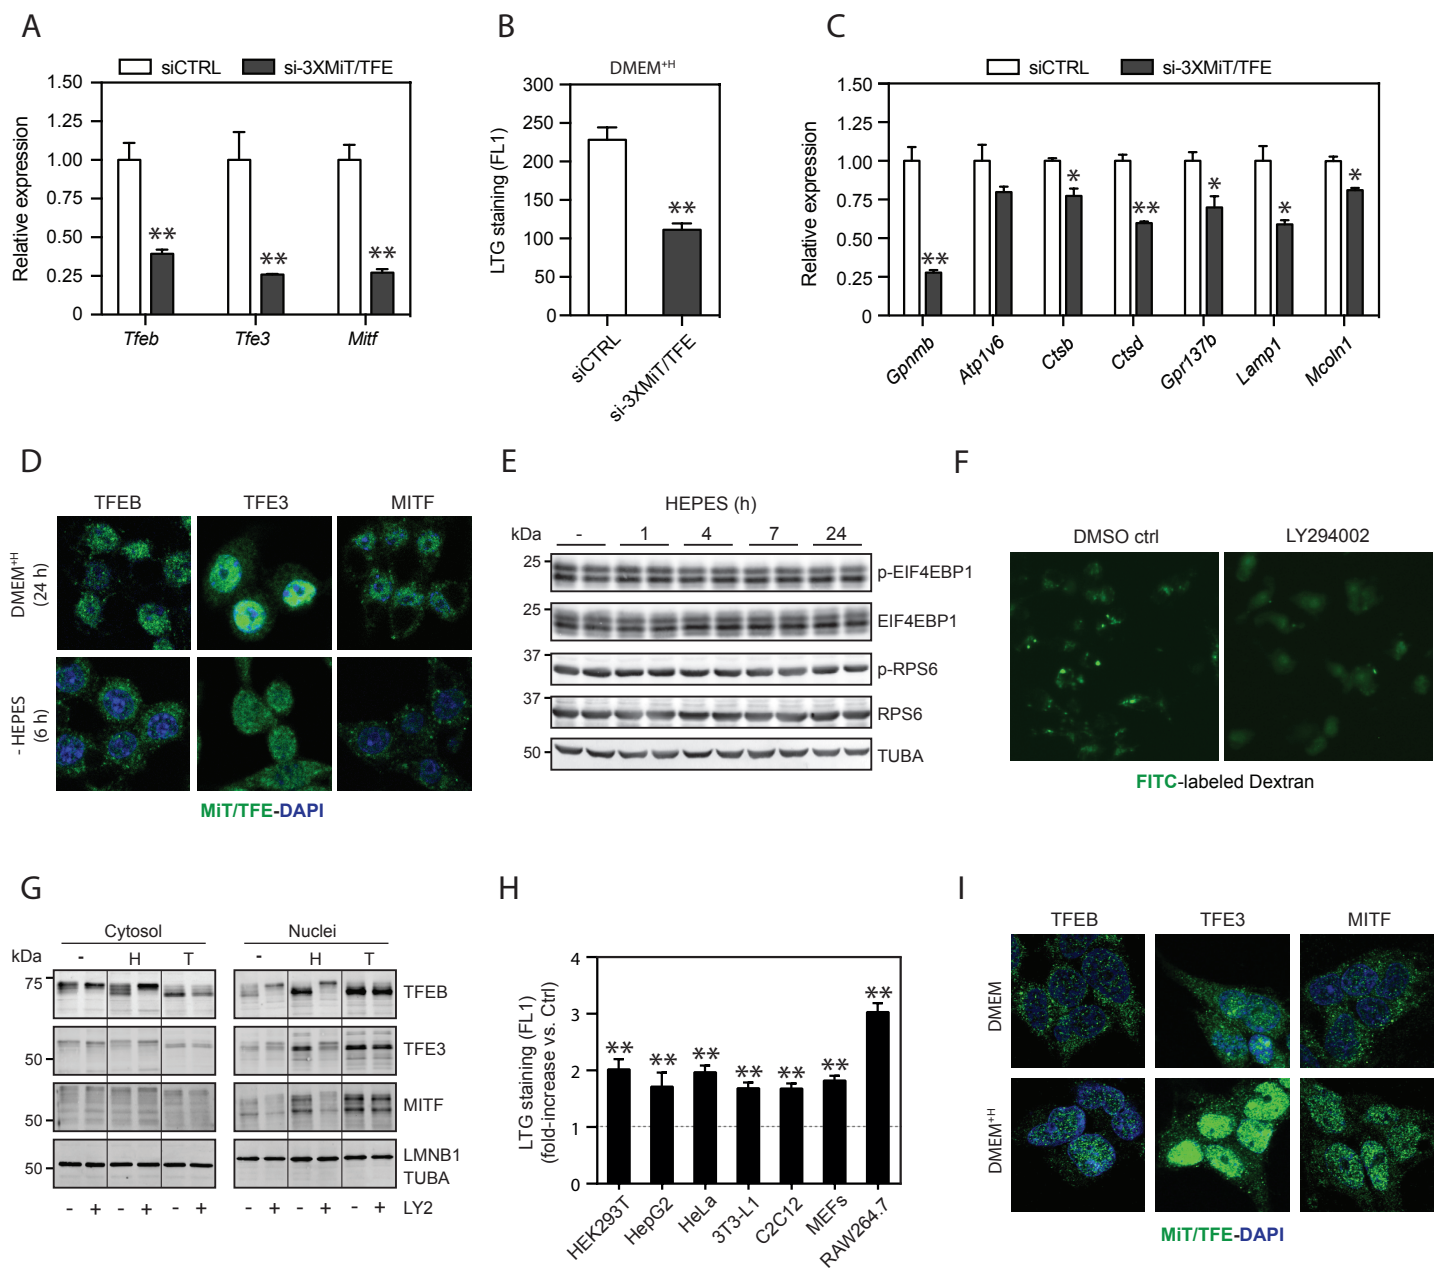 A
siCTRL si-3XMiT/TFE
Relative expression
1.50
1.25
1.00
0.75
0.50
0.25
0
** ** **
Tfeb Tfe3 Mitf
B
DMEM+H
LTG staining (FL1)
300
250
200
150
100
50
0
**
siCTRL
si-3XMiT/TFE
C
siCTRL si-3XMiT/TFE
Relative expression
1.50
1.25
1.00
0.75
0.50
0.25
0
** * ** * * *
Gpnmb Atp1v6 Ctsb Ctsd Gpr137b Lamp1 Mcoln1
D
TFEB TFE3 MITF
DMEM+H
(24 h)
- HEPES
(6 h)
MiT/TFE-DAPI
E
HEPES (h)
kDa - 1 4 7 24
25 p-EIF4EBP1
25 EIF4EBP1
37 p-RPS6
37 RPS6
50 TUBA
F
DMSO ctrl LY294002
FITC-labeled Dextran
G
Cytosol Nuclei
kDa - H T - H T
75 TFEB
50 TFE3
50 MITF
50 LMNB1
TUBA
- + - + - + - + - + - + LY2
H
LTG staining (FL1)
(fold-increase vs. Ctrl)
4
3
2
1
0
** ** ** ** ** ** **
HEK293T HepG2 HeLa 3T3-L1 C2C12 MEFs RAW264.7
I
TFEB TFE3 MITF
DMEM
DMEM+H
MiT/TFE-DAPI